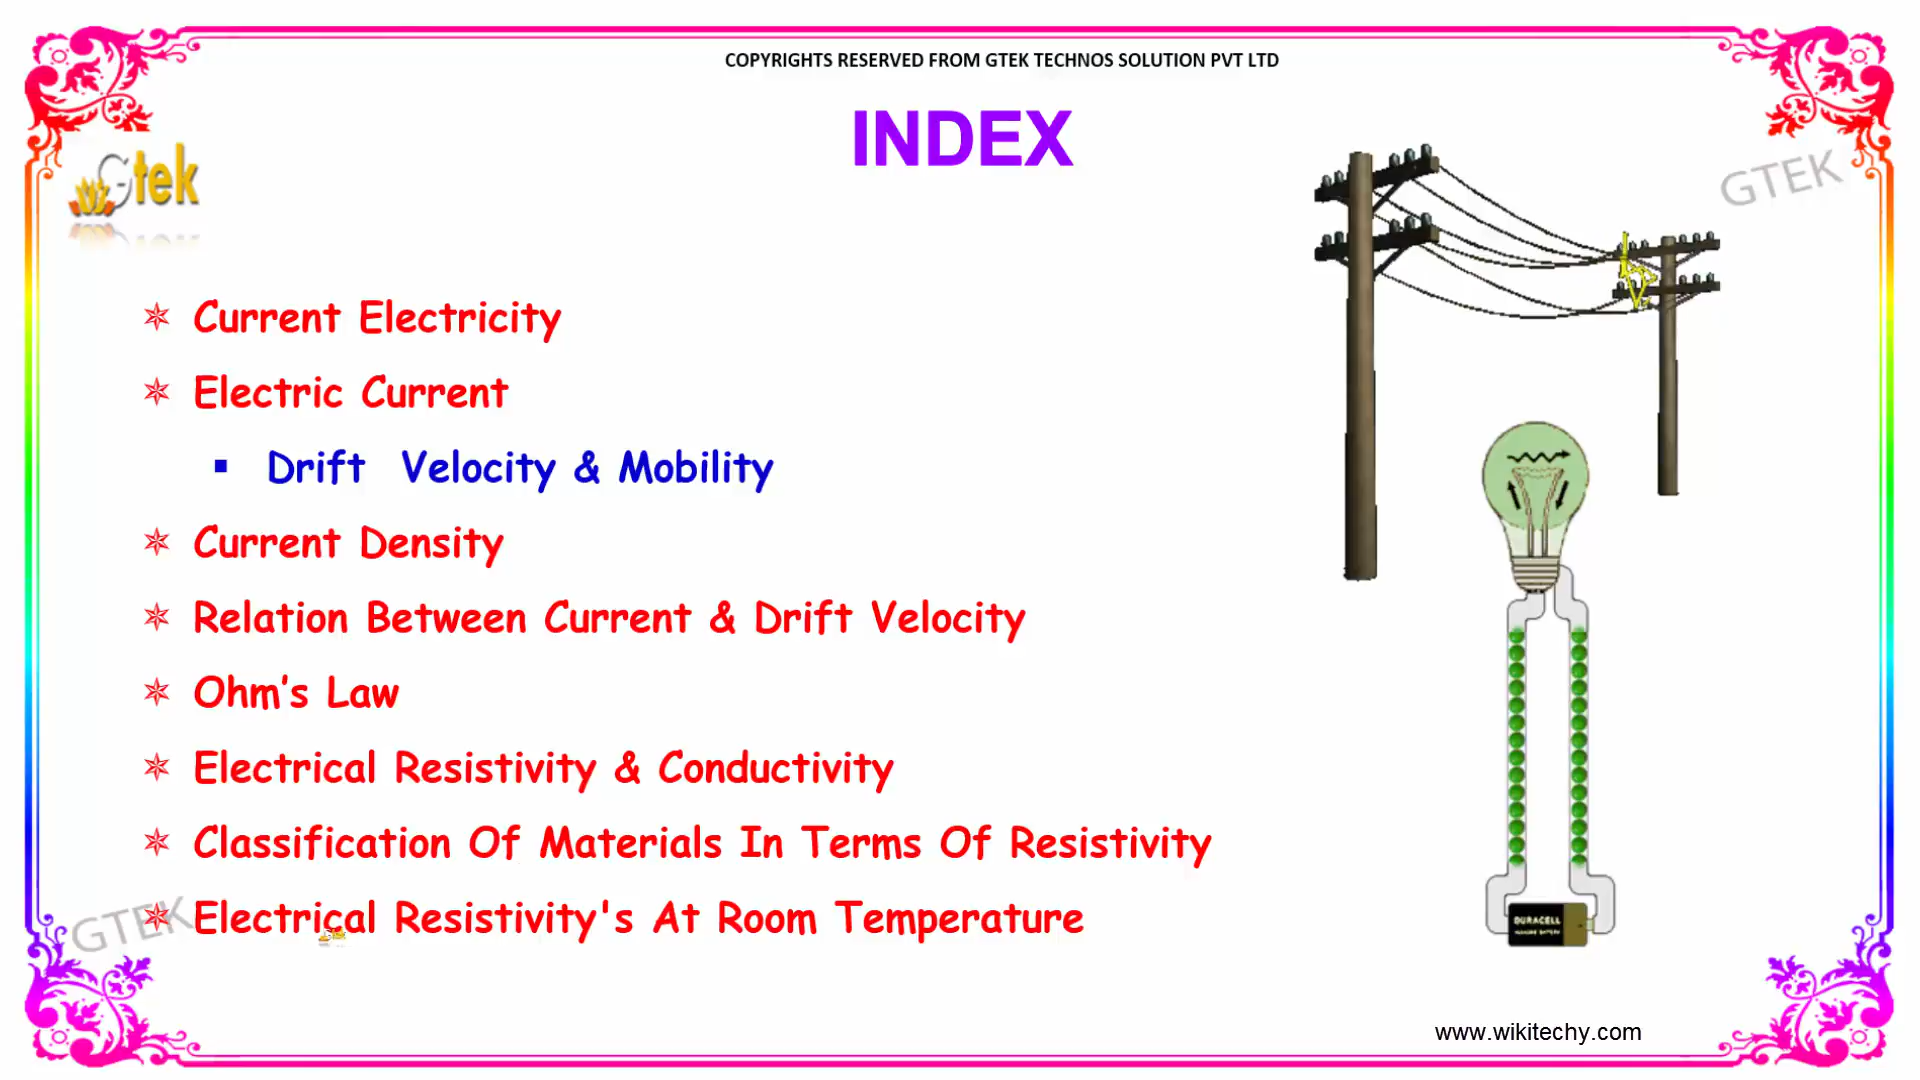 COPYRIGHTS RESERVED FROM GTEK TECHNOS SOLUTION PVT LTD
INDEX
Gtek
GTEK
Current Electricity
Electric Current
Drift Velocity & Mobility
Current Density
Relation Between Current & Drift Velocity
Ohm's Law
Electrical Resistivity & Conductivity
Classification Of Materials In Terms Of Resistivity
GTEK
Electrical Resistivity's At Room Temperature
DURACELL
www.wikitechy.com